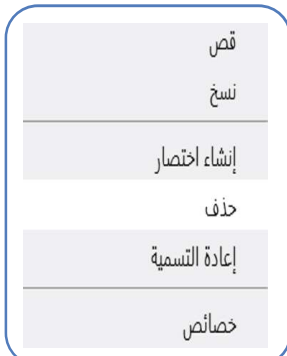 قص
نسخ
إنشاء اختصار
حذف
إعادة التسمية
خصائص